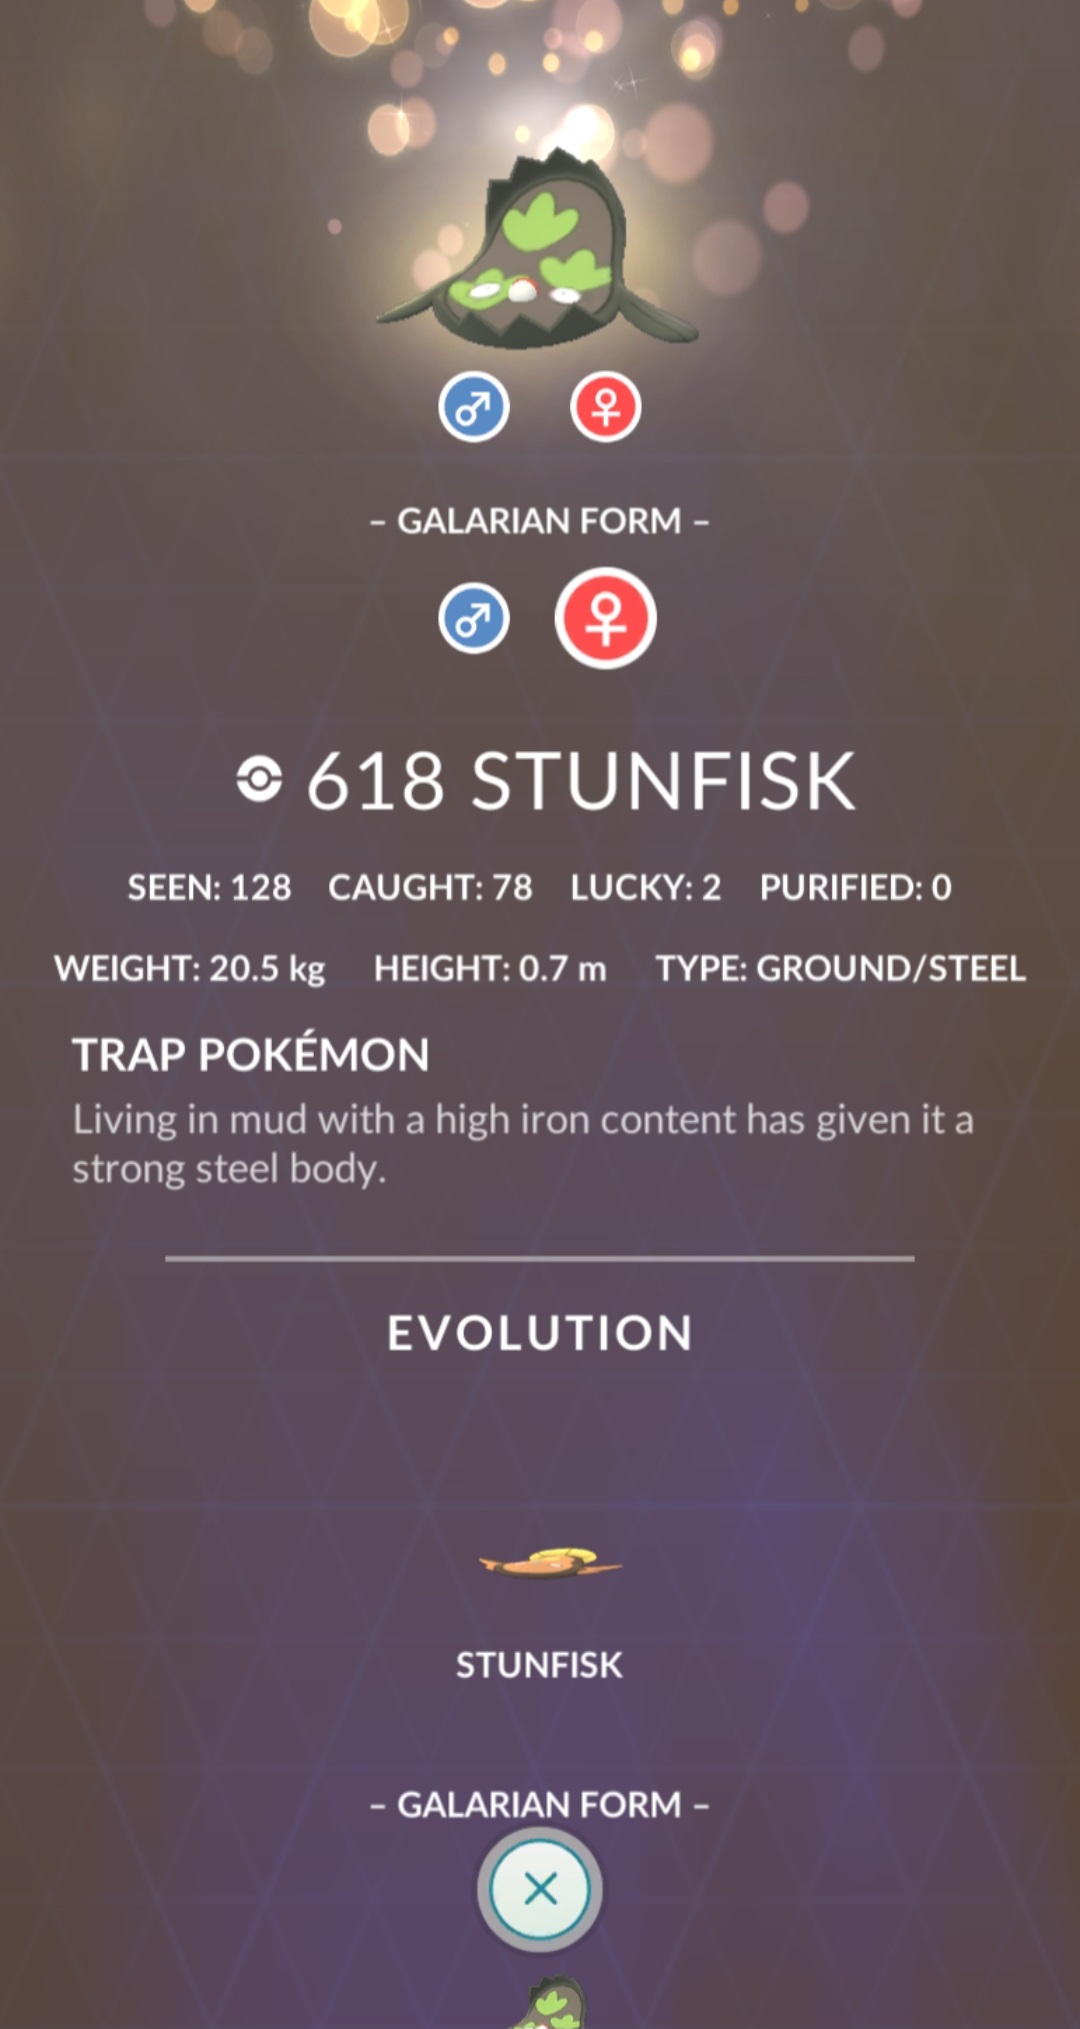 – GALARIAN FORM –
618 STUNFISK
SEEN: 128 CAUGHT: 78 LUCKY: 2 PURIFIED: 0
WEIGHT: 20.5 kg HEIGHT: 0.7 m TYPE: GROUND/STEEL
TRAP POKÉMON
Living in mud with a high iron content has given it a
strong steel body.
EVOLUTION
STUNFISK
– GALARIAN FORM –